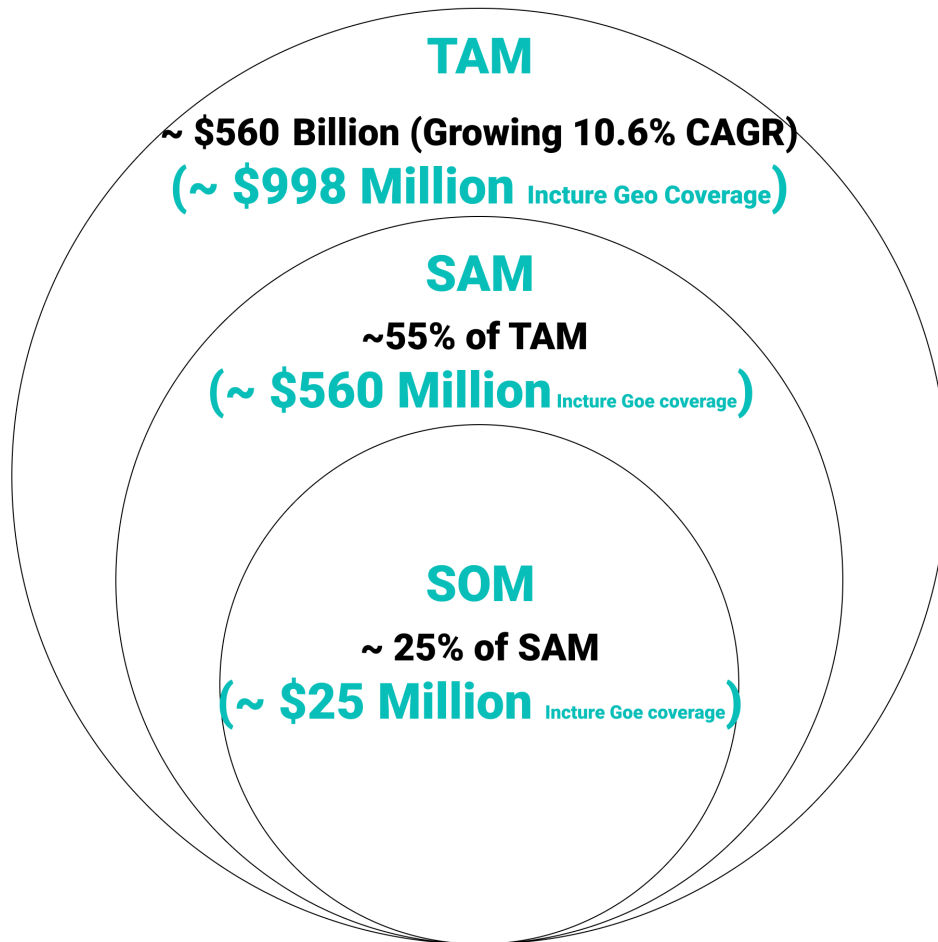 TAM
~ $560 Billion (Growing 10.6% CAGR)
(~ $998 Million Incture Geo Coverage)
SAM
~55% of TAM
(~ $560 Million Incture Goe coverage)
SOM
~ 25% of SAM
(~ $25 Million Incture Goe coverage)